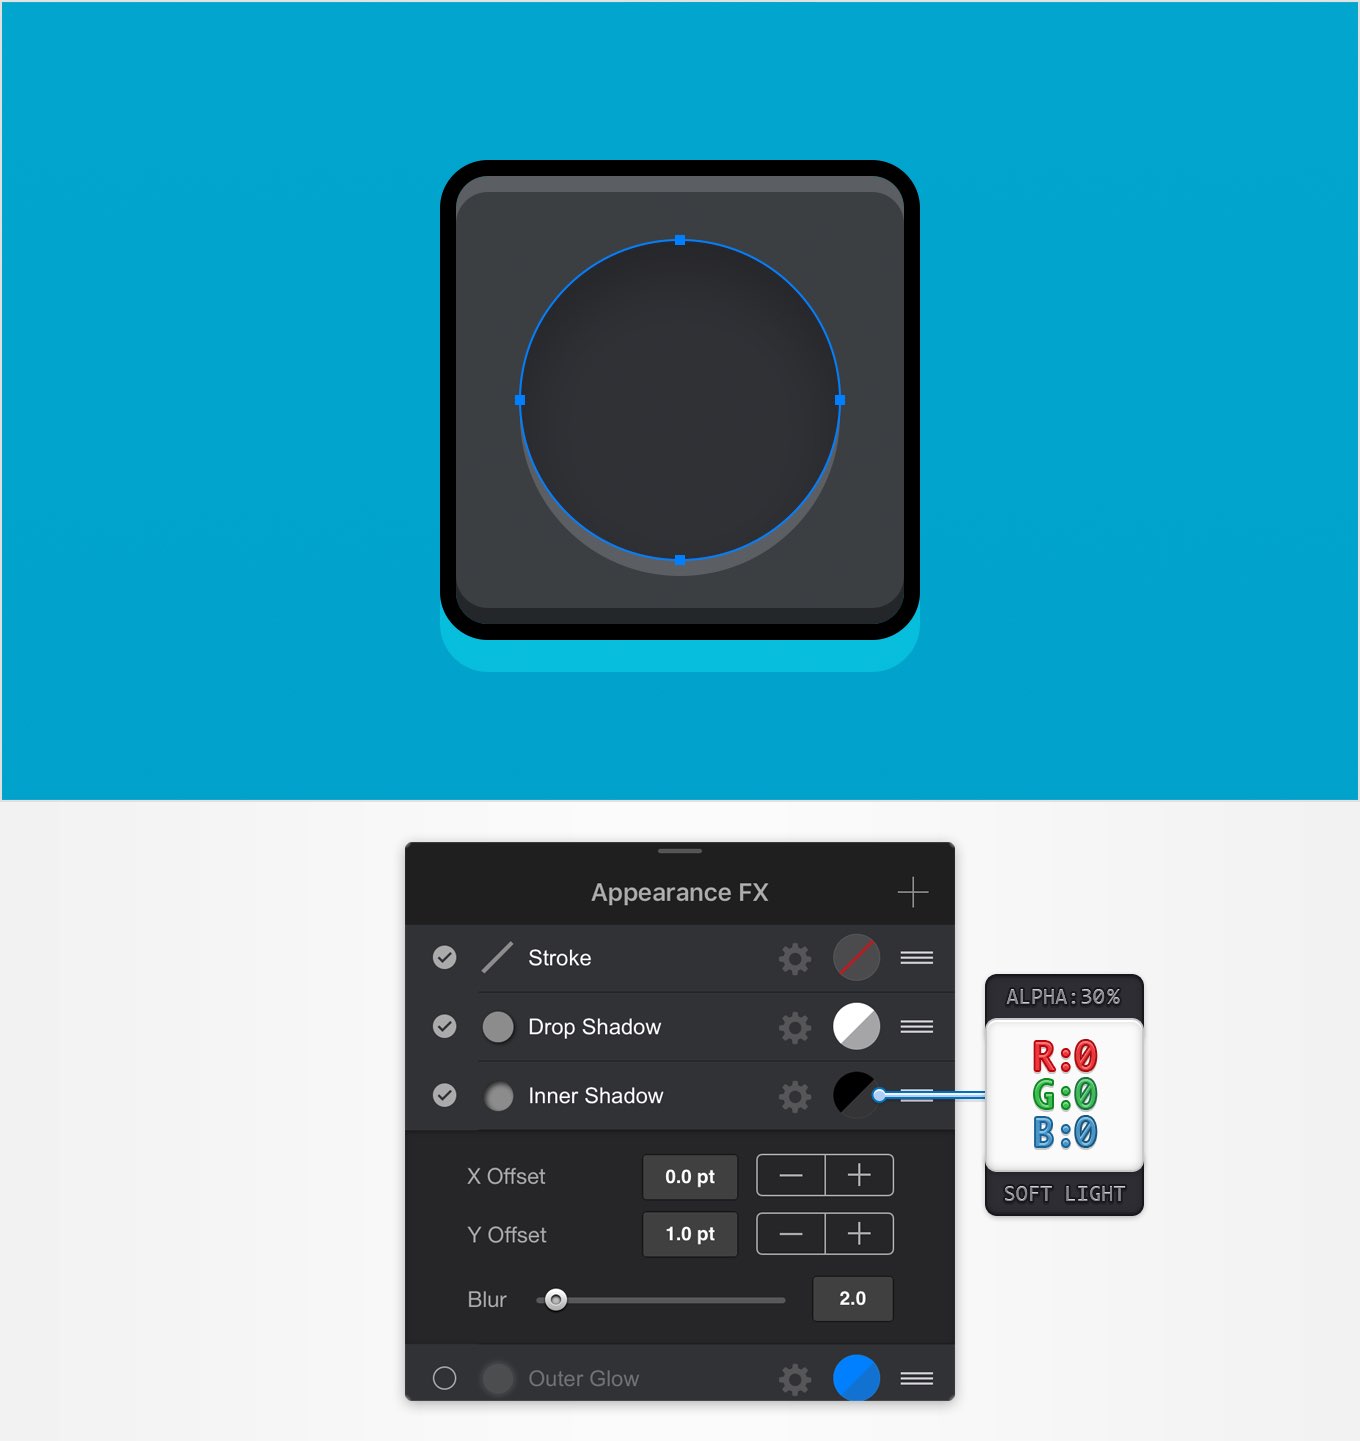 Appearance FX
Stroke
Drop Shadow
Inner Shadow
X Offset 0.0 pt
Y Offset 1.0 pt
Blur 2.0
Outer Glow
ALPHA:30%
R:0
G:0
B:0
SOFT LIGHT